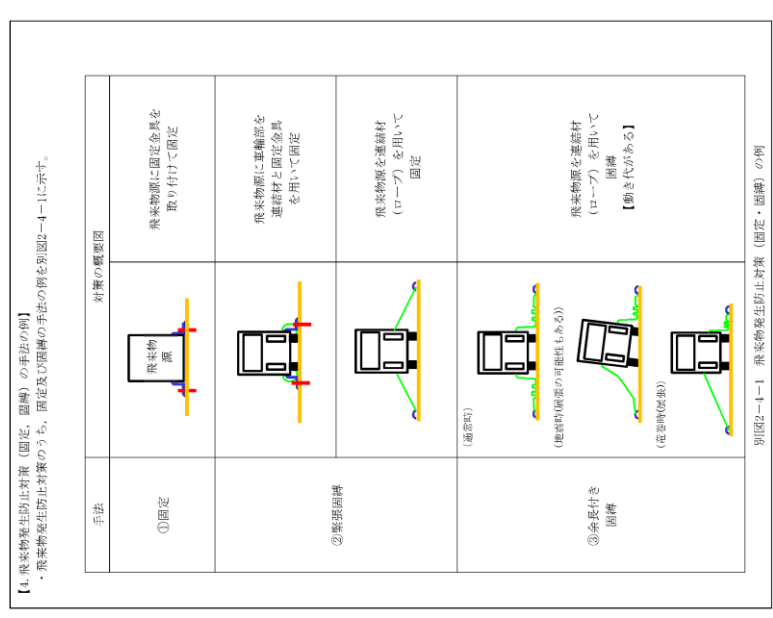 【4. 飛来物発生防止対策（固定，固縛）の手法の例】
・飛来物発生防止対策のうち，固定及び固縛の手法の例を別図2－4－1に示す。
手法
対策の概要図
①固定
飛来物
源
飛来物源に固定金具を
取り付けて固定
②緊張固縛
飛来物源に車輪部を
連結材と固定金具
を用いて固定
飛来物源を連結材
（ロープ）を用いて
固定
③余長付き
固縛
(通常時)
(地震時(展張の可能性もある))
(竜巻時(展張))
飛来物源を連結材
（ロープ）を用いて
固縛
【動き代がある】
別図2－4－1　飛来物発生防止対策（固定・固縛）の例